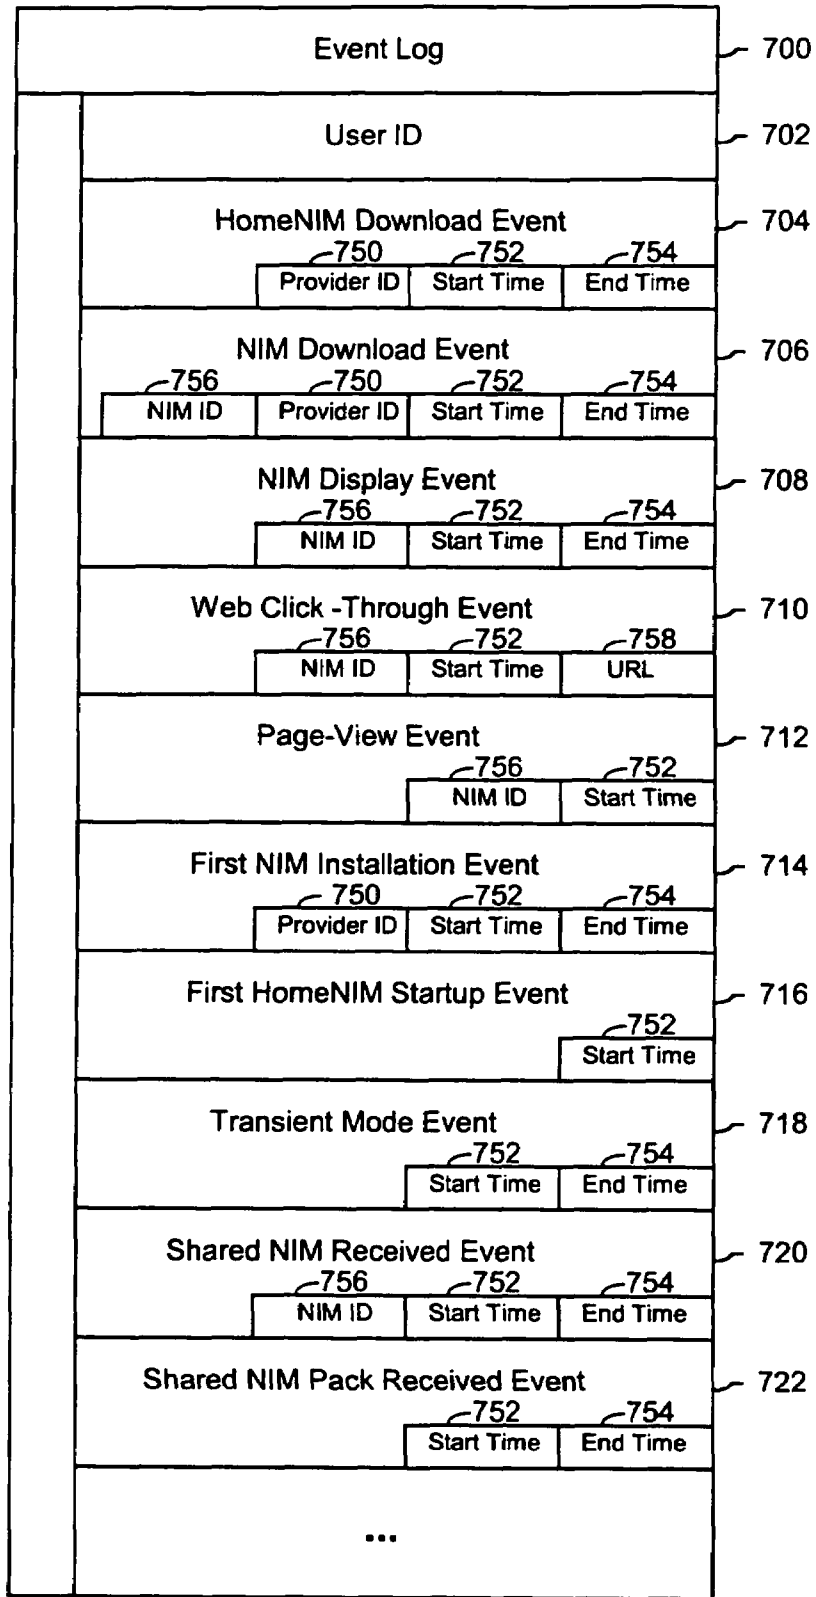 Event Log 700
User ID 702
HomeNIM Download Event 704
750 752 754
Provider ID Start Time End Time
NIM Download Event 706
756 750 752 754
NIM ID Provider ID Start Time End Time
NIM Display Event 708
756 752 754
NIM ID Start Time End Time
Web Click -Through Event 710
756 752 758
NIM ID Start Time URL
Page-View Event 712
756 752
NIM ID Start Time
First NIM Installation Event 714
750 752 754
Provider ID Start Time End Time
First HomeNIM Startup Event 716
752
Start Time
Transient Mode Event 718
752 754
Start Time End Time
Shared NIM Received Event 720
756 752 754
NIM ID Start Time End Time
Shared NIM Pack Received Event 722
752 754
Start Time End Time
...